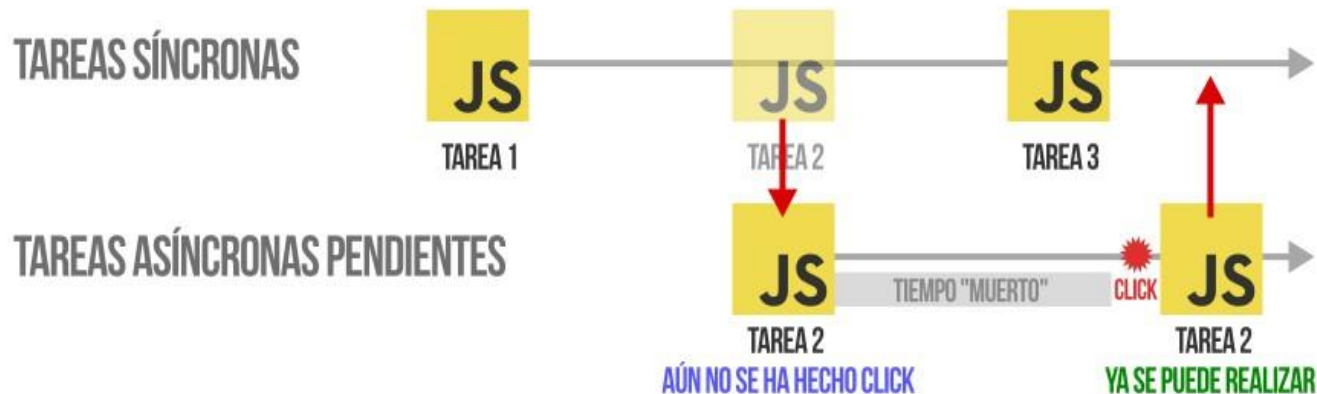 TAREAS SÍNCRONAS
JS
JS
JS
TAREA 1
TAREA 2
TAREA 3
TAREAS ASÍNCRONAS PENDIENTES
JS
TIEMPO "MUERTO"
CLICK
JS
TAREA 2
TAREA 2
AÚN NO SE HA HECHO CLICK
YA SE PUEDE REALIZAR